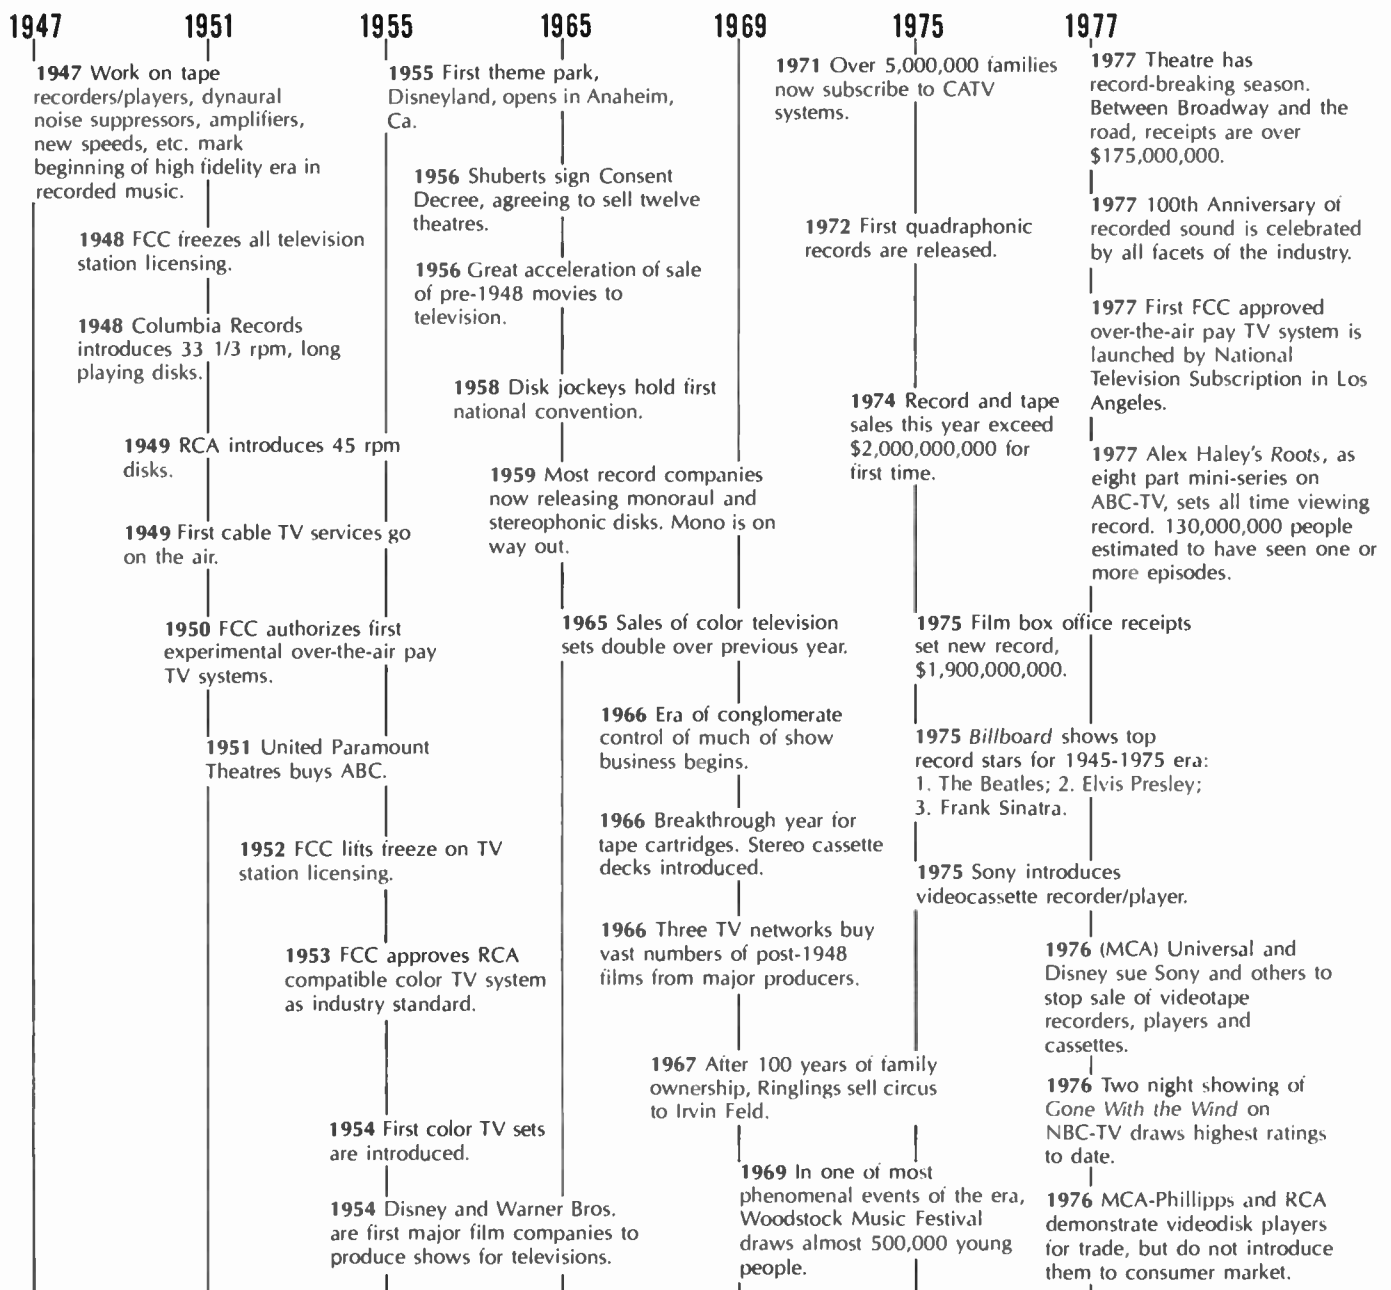 1947 1951 1955 1965 1969 1975 1977
1947 Work on tape
recorders/players, dynaural
noise suppressors, amplifiers,
new speeds, etc. mark
beginning of high fidelity era in
recorded music.
1948 FCC freezes all television
station licensing.
1948 Columbia Records
introduces 33 1/3 rpm, long
playing disks.
1949 RCA introduces 45 rpm
disks.
1949 First cable TV services go
on the air.
1950 FCC authorizes first
experimental over-the-air pay
TV systems.
1951 United Paramount
Theatres buys ABC.
1952 FCC lifts freeze on TV
station licensing.
1953 FCC approves RCA
compatible color TV system
as industry standard.
1954 First color TV sets
are introduced.
1954 Disney and Warner Bros.
are first major film companies to
produce shows for televisions.
1955 First theme park,
Disneyland, opens in Anaheim,
Ca.
1956 Shuberts sign Consent
Decree, agreeing to sell twelve
theatres.
1956 Great acceleration of sale
of pre-1948 movies to
television.
1958 Disk jockeys hold first
national convention.
1959 Most record companies
now releasing monoraul and
stereophonic disks. Mono is on
way out.
1965 Sales of color television
sets double over previous year.
1966 Era of conglomerate
control of much of show
business begins.
1966 Breakthrough year for
tape cartridges. Stereo cassette
decks introduced.
1966 Three TV networks buy
vast numbers of post-1948
films from major producers.
1967 After 100 years of family
ownership, Ringlings sell circus
to Irvin Feld.
1969 In one of most
phenomenal events of the era,
Woodstock Music Festival
draws almost 500,000 young
people.
1971 Over 5,000,000 families
now subscribe to CATV
systems.
1972 First quadraphonic
records are released.
1974 Record and tape
sales this year exceed
$2,000,000,000 for
first time.
1975 Film box office receipts
set new record,
$1,900,000,000.
1975 Billboard shows top
record stars for 1945-1975 era:
1. The Beatles; 2. Elvis Presley;
3. Frank Sinatra.
1975 Sony introduces
videocassette recorder/player.
1976 (MCA) Universal and
Disney sue Sony and others to
stop sale of videotape
recorders, players and
cassettes.
1976 Two night showing of
Gone With the Wind on
NBC-TV draws highest ratings
to date.
1976 MCA-Phillipps and RCA
demonstrate videodisk players
for trade, but do not introduce
them to consumer market.
1977 Theatre has
record-breaking season.
Between Broadway and the
road, receipts are over
$175,000,000.
1977 100th Anniversary of
recorded sound is celebrated
by all facets of the industry.
1977 First FCC approved
over-the-air pay TV system is
launched by National
Television Subscription in Los
Angeles.
1977 Alex Haley's Roots, as
eight part mini-series on
ABC-TV, sets all time viewing
record. 130,000,000 people
estimated to have seen one or
more episodes.